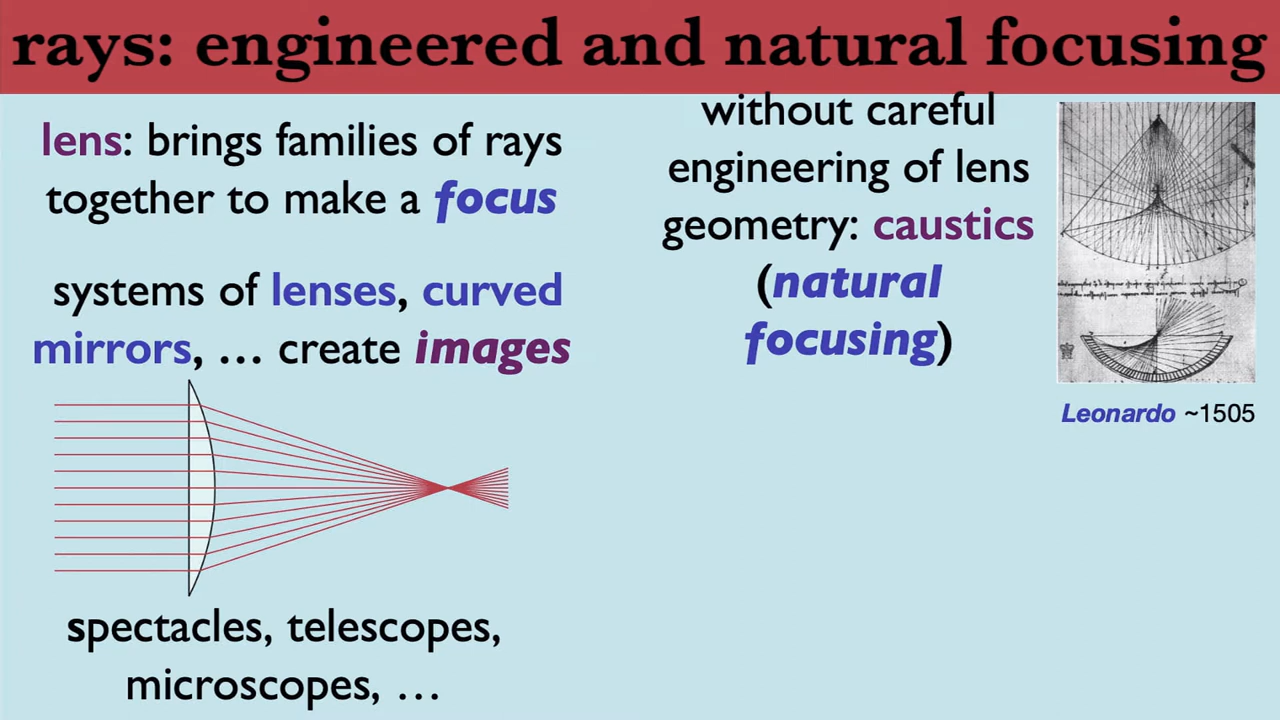 rays: engineered and natural focusing
lens: brings families of rays
together to make a focus
systems of lenses, curved
mirrors, … create images
spectacles, telescopes,
microscopes, …
without careful
engineering of lens
geometry: caustics
(natural
focusing)
Leonardo ~1505